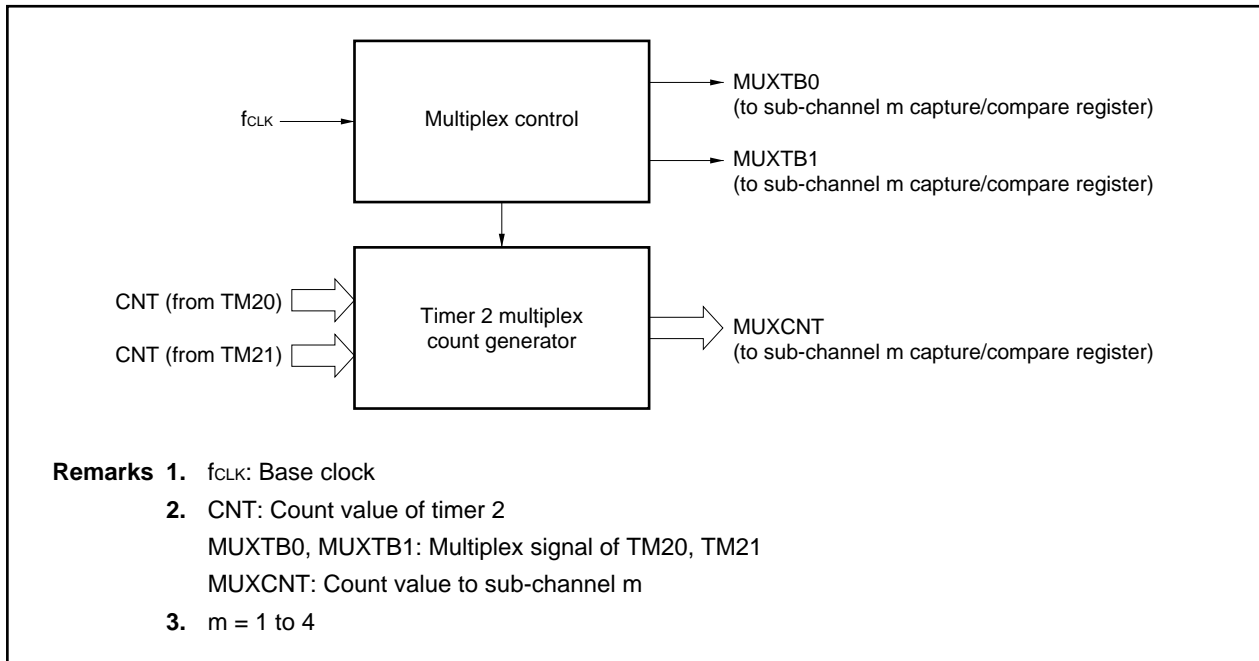 fCLK
Multiplex control
MUXTB0
(to sub-channel m capture/compare register)
MUXTB1
(to sub-channel m capture/compare register)
CNT (from TM20)
CNT (from TM21)
Timer 2 multiplex
count generator
MUXCNT
(to sub-channel m capture/compare register)
Remarks 1. fCLK: Base clock
2. CNT: Count value of timer 2
MUXTB0, MUXTB1: Multiplex signal of TM20, TM21
MUXCNT: Count value to sub-channel m
3. m = 1 to 4